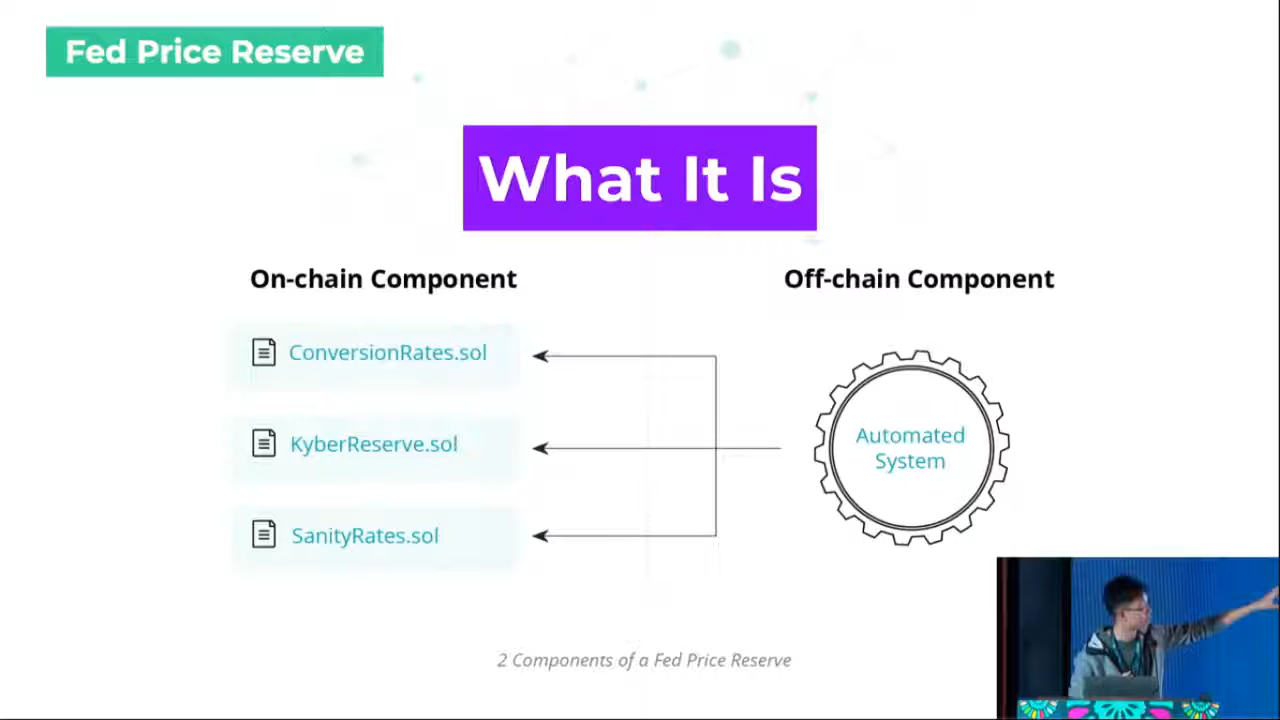 Fed Price Reserve
What It Is
On-chain Component
Off-chain Component
ConversionRates.sol
KyberReserve.sol
SanityRates.sol
Automated
System
2 Components of a Fed Price Reserve